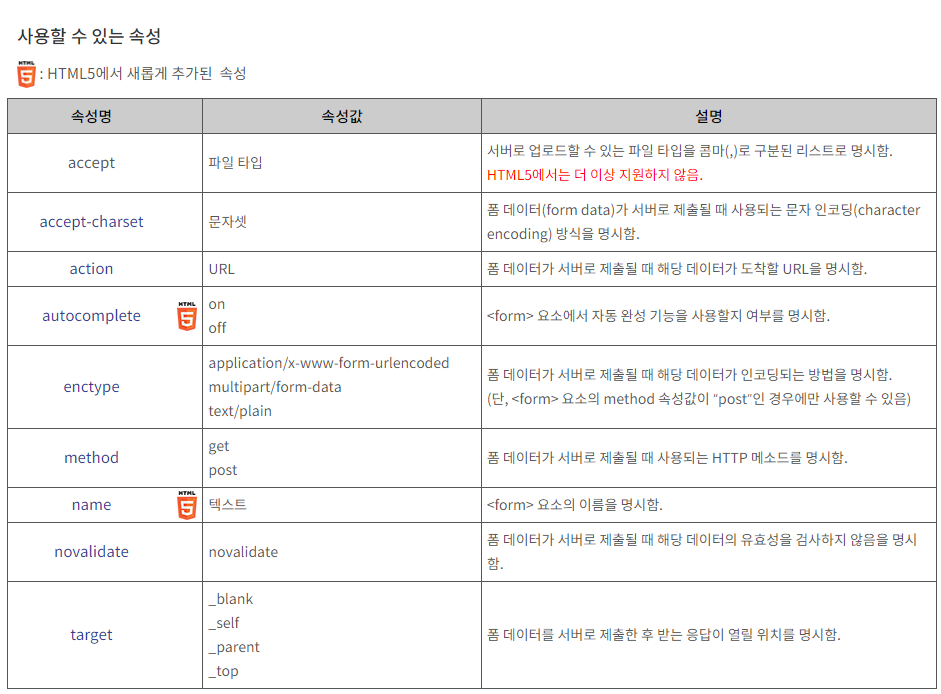 사용할 수 있는 속성
HTML 5 : HTML5에서 새롭게 추가된 속성
속성명 속성값 설명
accept 파일 타입 서버로 업로드할 수 있는 파일 타입을 콤마(,)로 구분된 리스트로 명시함.
HTML5에서는 더 이상 지원하지 않음.
accept-charset 문자셋 폼 데이터(form data)가 서버로 제출될 때 사용되는 문자 인코딩(character
encoding) 방식을 명시함.
action URL 폼 데이터가 서버로 제출될 때 해당 데이터가 도착할 URL을 명시함.
autocomplete HTML 5 on
off
<form> 요소에서 자동 완성 기능을 사용할지 여부를 명시함.
enctype application/x-www-form-urlencoded
multipart/form-data
text/plain
폼 데이터가 서버로 제출될 때 해당 데이터가 인코딩되는 방법을 명시함.
(단, <form> 요소의 method 속성값이 "post"인 경우에만 사용할 수 있음)
method get
post
폼 데이터가 서버로 제출될 때 사용되는 HTTP 메소드를 명시함.
name HTML 5 텍스트 <form> 요소의 이름을 명시함.
novalidate novalidate 폼 데이터가 서버로 제출될 때 해당 데이터의 유효성을 검사하지 않음을 명시
함.
target _blank
_self
_parent
_top
폼 데이터를 서버로 제출한 후 받는 응답이 열릴 위치를 명시함.